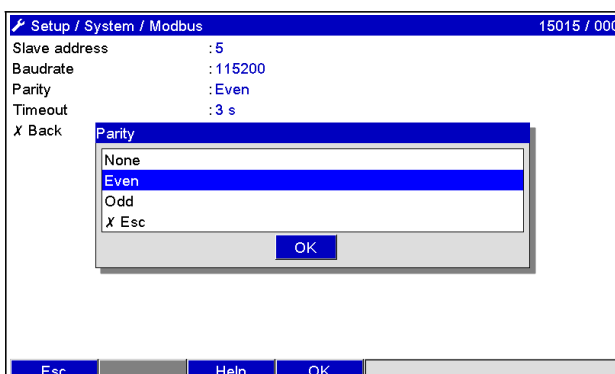 Setup / System / Modbus 15015 / 000
Slave address : 5
Baudrate : 115200
Parity : Even
Timeout : 3 s
✗ Back
Parity
None
Even
Odd
✗ Esc
OK
Esc Help OK